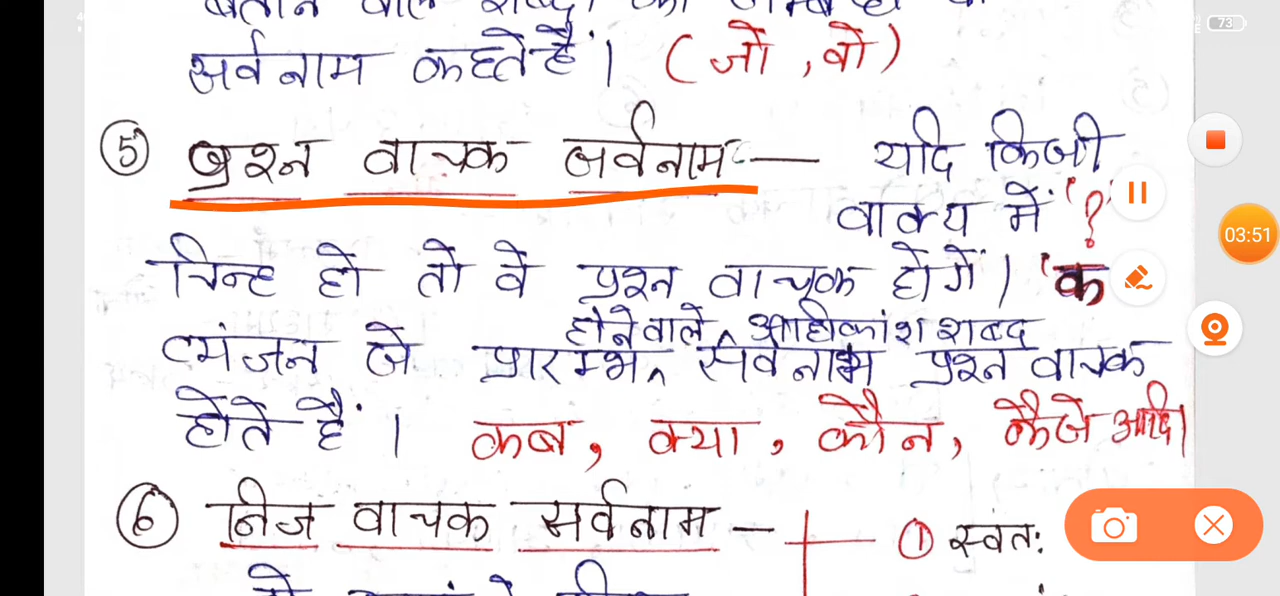 सर्वनाम कहते हैं। (जो, वो)
⑤ प्रश्न वाचक सर्वनाम — यदि किसी
वाक्य में '?'
चिन्ह हो तो वे प्रश्न वाचक होगें। 'क
व्यंजन से प्रारम्भ होने वाले अधिकांश शब्द सर्वनाम प्रश्न वाचक
होते हैं। कब, क्या, कौन, कैसे आदि।
⑥ निज वाचक सर्वनाम — ① स्वतः
03:51
73